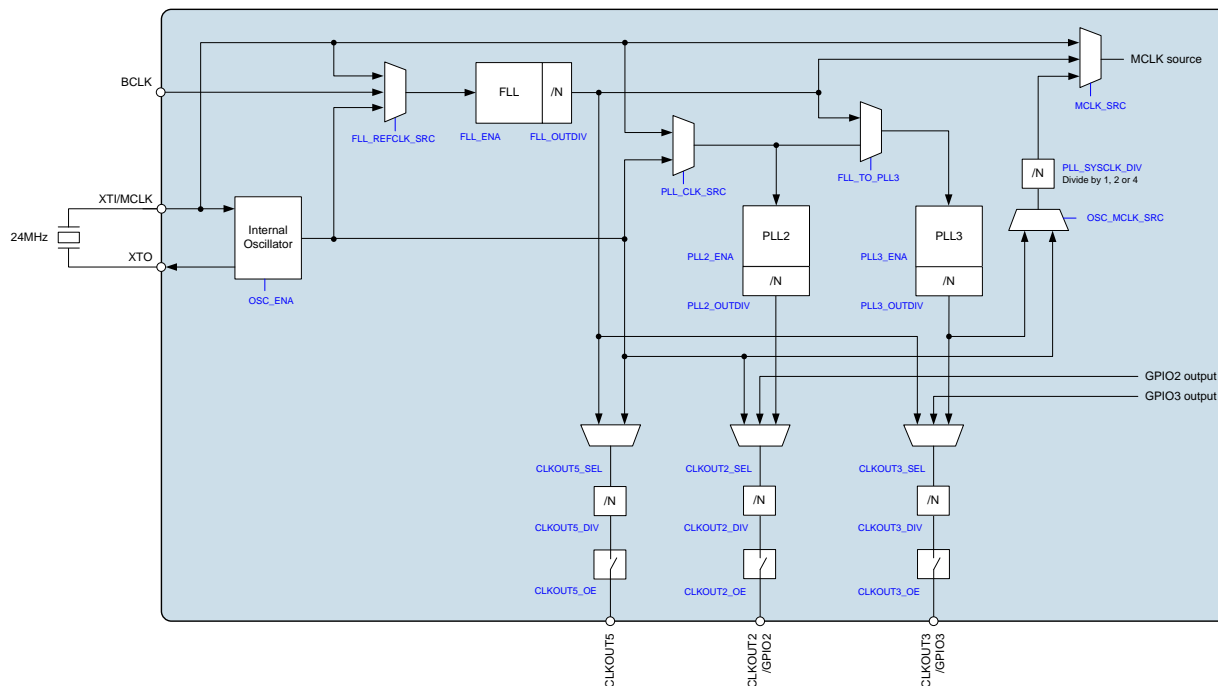 MCLK source
BCLK
FLL
/N
MCLK_SRC
FLL_REFCLK_SRC
FLL_ENA
FLL_OUTDIV
/N
PLL_SYSCLK_DIV
Divide by 1, 2 or 4
PLL_CLK_SRC
FLL_TO_PLL3
XTI/MCLK
24MHz
XTO
Internal
Oscillator
OSC_ENA
PLL2
PLL2_ENA
/N
PLL2_OUTDIV
PLL3
PLL3_ENA
/N
PLL3_OUTDIV
OSC_MCLK_SRC
GPIO2 output
GPIO3 output
CLKOUT5_SEL
CLKOUT2_SEL
CLKOUT3_SEL
/N
/N
/N
CLKOUT5_DIV
CLKOUT2_DIV
CLKOUT3_DIV
CLKOUT5_OE
CLKOUT2_OE
CLKOUT3_OE
CLKOUT5
CLKOUT2
/GPIO2
CLKOUT3
/GPIO3